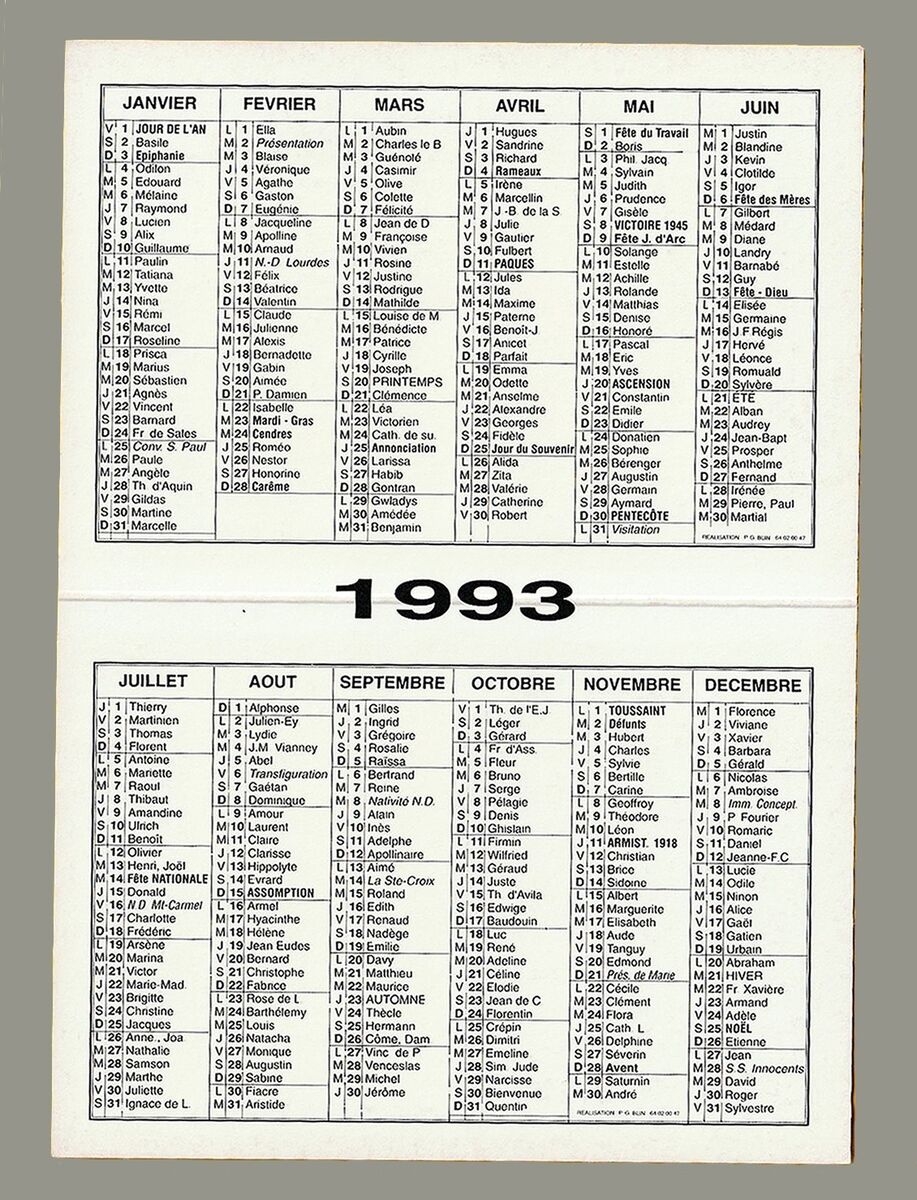 JANVIER
V 1 JOUR DE L'AN
S 2 Basile
D 3 Epiphanie
L 4 Odilon
M 5 Edouard
M 6 Mélaine
J 7 Raymond
V 8 Lucien
S 9 Alix
D 10 Guillaume
L 11 Paulin
M 12 Tatiana
M 13 Yvette
J 14 Nina
V 15 Rémi
S 16 Marcel
D 17 Roseline
L 18 Prisca
M 19 Marius
M 20 Sébastien
J 21 Agnès
V 22 Vincent
S 23 Barnard
D 24 Fr de Sales
L 25 Conv. S. Paul
M 26 Paule
M 27 Angèle
J 28 Th d'Aquin
V 29 Gildas
S 30 Martine
D 31 Marcelle
FEVRIER
L 1 Ella
M 2 Présentation
M 3 Blaise
J 4 Véronique
V 5 Agathe
S 6 Gaston
D 7 Eugénie
L 8 Jacqueline
M 9 Apolline
M 10 Arnaud
J 11 N.-D Lourdes
V 12 Félix
S 13 Béatrice
D 14 Valentin
L 15 Claude
M 16 Julienne
M 17 Alexis
J 18 Bernadette
V 19 Gabin
S 20 Aimée
D 21 P. Damien
L 22 Isabelle
M 23 Mardi - Gras
M 24 Cendres
J 25 Roméo
V 26 Nestor
S 27 Honorine
D 28 Carême
MARS
L 1 Aubin
M 2 Charles le B
M 3 Guénolé
J 4 Casimir
V 5 Olive
S 6 Colette
D 7 Félicité
L 8 Jean de D
M 9 Françoise
M 10 Vivien
J 11 Rosine
V 12 Justine
S 13 Rodrigue
D 14 Mathilde
L 15 Louise de M
M 16 Bénédicte
M 17 Patrice
J 18 Cyrille
V 19 Joseph
S 20 PRINTEMPS
D 21 Clémence
L 22 Léa
M 23 Victorien
M 24 Cath. de su.
J 25 Annonciation
V 26 Larissa
S 27 Habib
D 28 Gontran
L 29 Gwladys
M 30 Amédée
M 31 Benjamin
AVRIL
J 1 Hugues
V 2 Sandrine
S 3 Richard
D 4 Rameaux
L 5 Irène
M 6 Marcellin
M 7 J.-B. de la S.
J 8 Julie
V 9 Gautier
S 10 Fulbert
D 11 PAQUES
L 12 Jules
M 13 Ida
M 14 Maxime
J 15 Paterne
V 16 Benoît-J
S 17 Anicet
D 18 Parfait
L 19 Emma
M 20 Odette
M 21 Anselme
J 22 Alexandre
V 23 Georges
S 24 Fidèle
D 25 Jour du Souvenir
L 26 Alida
M 27 Zita
M 28 Valérie
J 29 Catherine
V 30 Robert
MAI
S 1 Fête du Travail
D 2 Boris
L 3 Phil. Jacq
M 4 Sylvain
M 5 Judith
J 6 Prudence
V 7 Gisèle
S 8 VICTOIRE 1945
D 9 Fête J. d'Arc
L 10 Solange
M 11 Estelle
M 12 Achille
J 13 Rolande
V 14 Matthias
S 15 Denise
D 16 Honoré
L 17 Pascal
M 18 Eric
M 19 Yves
J 20 ASCENSION
V 21 Constantin
S 22 Emile
D 23 Didier
L 24 Donatien
M 25 Sophie
M 26 Bérenger
J 27 Augustin
V 28 Germain
S 29 Aymard
D 30 PENTECÔTE
L 31 Visitation
JUIN
M 1 Justin
M 2 Blandine
J 3 Kevin
V 4 Clotilde
S 5 Igor
D 6 Fête des Mères
L 7 Gilbert
M 8 Médard
M 9 Diane
J 10 Landry
V 11 Barnabé
S 12 Guy
D 13 Fête - Dieu
L 14 Elisée
M 15 Germaine
M 16 J F Régis
J 17 Hervé
V 18 Léonce
S 19 Romuald
D 20 Sylvère
L 21 ÉTÉ
M 22 Alban
M 23 Audrey
J 24 Jean-Bapt
V 25 Prosper
S 26 Anthelme
D 27 Fernand
L 28 Irénée
M 29 Pierre, Paul
M 30 Martial
REALISATION P G BLIN 64 02 00 47
1993
JUILLET
J 1 Thierry
V 2 Martinien
S 3 Thomas
D 4 Florent
L 5 Antoine
M 6 Mariette
M 7 Raoul
J 8 Thibaut
V 9 Amandine
S 10 Ulrich
D 11 Benoît
L 12 Olivier
M 13 Henri, Joël
M 14 Fête NATIONALE
J 15 Donald
V 16 N D Mt-Carmel
S 17 Charlotte
D 18 Frédéric
L 19 Arsène
M 20 Marina
M 21 Victor
J 22 Marie-Mad.
V 23 Brigitte
S 24 Christine
D 25 Jacques
L 26 Anne., Joa
M 27 Nathalie
M 28 Samson
J 29 Marthe
V 30 Juliette
S 31 Ignace de L.
AOUT
D 1 Alphonse
L 2 Julien-Ey
M 3 Lydie
M 4 J.M Vianney
J 5 Abel
V 6 Transfiguration
S 7 Gaétan
D 8 Dominique
L 9 Amour
M 10 Laurent
M 11 Claire
J 12 Clarisse
V 13 Hippolyte
S 14 Evrard
D 15 ASSOMPTION
L 16 Armel
M 17 Hyacinthe
M 18 Hélène
J 19 Jean Eudes
V 20 Bernard
S 21 Christophe
D 22 Fabrice
L 23 Rose de L
M 24 Barthélemy
M 25 Louis
J 26 Natacha
V 27 Monique
S 28 Augustin
D 29 Sabine
L 30 Fiacre
M 31 Aristide
SEPTEMBRE
M 1 Gilles
J 2 Ingrid
V 3 Grégoire
S 4 Rosalie
D 5 Raïssa
L 6 Bertrand
M 7 Reine
M 8 Nativité N.D.
J 9 Alain
V 10 Inès
S 11 Adelphe
D 12 Apollinaire
L 13 Aimé
M 14 La Ste-Croix
M 15 Roland
J 16 Edith
V 17 Renaud
S 18 Nadège
D 19 Emilie
L 20 Davy
M 21 Matthieu
M 22 Maurice
J 23 AUTOMNE
V 24 Thècle
S 25 Hermann
D 26 Côme, Dam
L 27 Vinc de P
M 28 Venceslas
M 29 Michel
J 30 Jérôme
OCTOBRE
V 1 Th. de l'E.J
S 2 Léger
D 3 Gérard
L 4 Fr d'Ass.
M 5 Fleur
M 6 Bruno
J 7 Serge
V 8 Pélagie
S 9 Denis
D 10 Ghislain
L 11 Firmin
M 12 Wilfried
M 13 Géraud
J 14 Juste
V 15 Th d'Avila
S 16 Edwige
D 17 Baudouin
L 18 Luc
M 19 René
M 20 Adeline
J 21 Céline
V 22 Elodie
S 23 Jean de C
D 24 Florentin
L 25 Crépin
M 26 Dimitri
M 27 Emeline
J 28 Sim. Jude
V 29 Narcisse
S 30 Bienvenue
D 31 Quentin
NOVEMBRE
L 1 TOUSSAINT
M 2 Défunts
M 3 Hubert
J 4 Charles
V 5 Sylvie
S 6 Bertille
D 7 Carine
L 8 Geoffroy
M 9 Théodore
M 10 Léon
J 11 ARMIST. 1918
V 12 Christian
S 13 Brice
D 14 Sidoine
L 15 Albert
M 16 Marguerite
M 17 Elisabeth
J 18 Aude
V 19 Tanguy
S 20 Edmond
D 21 Prés. de Marie
L 22 Cécile
M 23 Clément
M 24 Flora
J 25 Cath. L
V 26 Delphine
S 27 Séverin
D 28 Avent
L 29 Saturnin
M 30 André
REALISATION P G BLIN 64 02 00 47
DECEMBRE
M 1 Florence
J 2 Viviane
V 3 Xavier
S 4 Barbara
D 5 Gérald
L 6 Nicolas
M 7 Ambroise
M 8 Imm. Concept.
J 9 P Fourier
V 10 Romaric
S 11 Daniel
D 12 Jeanne-F.C
L 13 Lucie
M 14 Odile
M 15 Ninon
J 16 Alice
V 17 Gaël
S 18 Gatien
D 19 Urbain
L 20 Abraham
M 21 HIVER
M 22 Fr. Xavière
J 23 Armand
V 24 Adèle
S 25 NOËL
D 26 Etienne
L 27 Jean
M 28 S.S. Innocents
M 29 David
J 30 Roger
V 31 Sylvestre